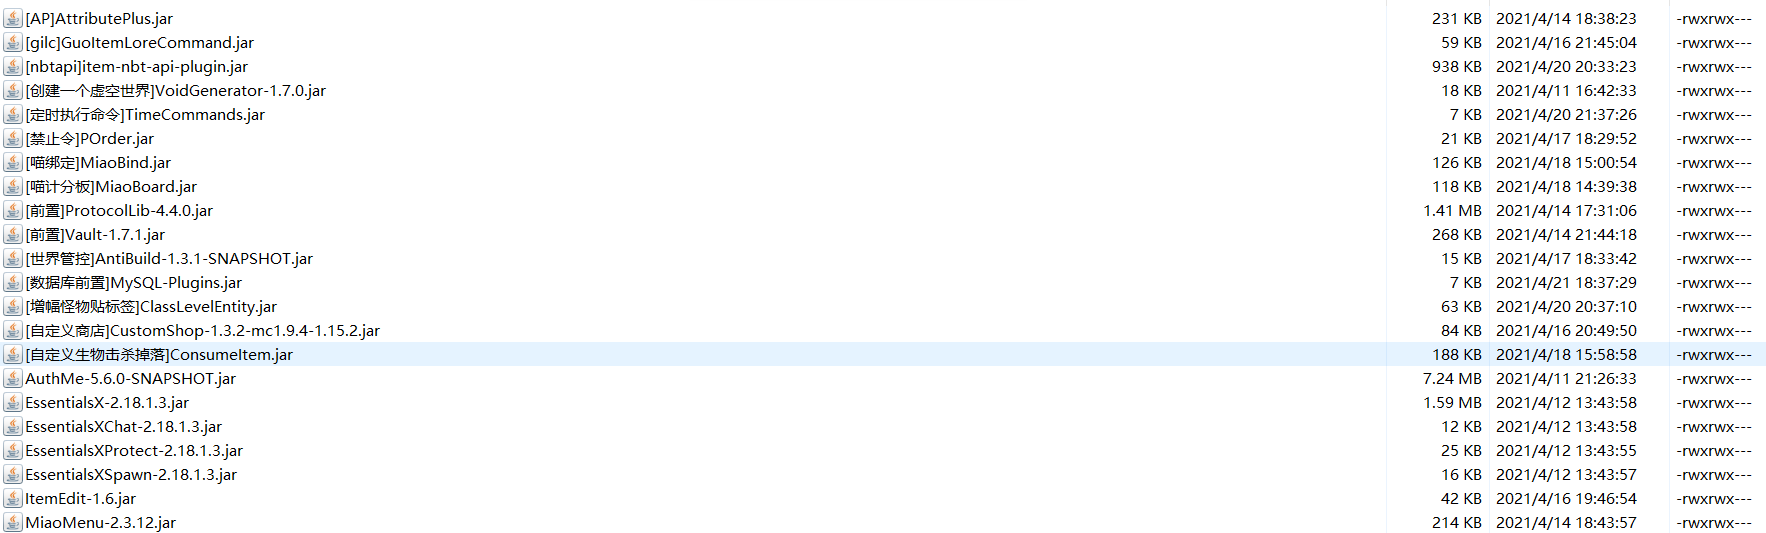 [AP]AttributePlus.jar 231 KB 2021/4/14 18:38:23 -rwxrwx---
[gilc]GuoItemLoreCommand.jar 59 KB 2021/4/16 21:45:04 -rwxrwx---
[nbtapi]item-nbt-api-plugin.jar 938 KB 2021/4/20 20:33:23 -rwxrwx---
[创建一个虚空世界]VoidGenerator-1.7.0.jar 18 KB 2021/4/11 16:42:33 -rwxrwx---
[定时执行命令]TimeCommands.jar 7 KB 2021/4/20 21:37:26 -rwxrwx---
[禁止令]POrder.jar 21 KB 2021/4/17 18:29:52 -rwxrwx---
[喵绑定]MiaoBind.jar 126 KB 2021/4/18 15:00:54 -rwxrwx---
[喵计分板]MiaoBoard.jar 118 KB 2021/4/18 14:39:38 -rwxrwx---
[前置]ProtocolLib-4.4.0.jar 1.41 MB 2021/4/14 17:31:06 -rwxrwx---
[前置]Vault-1.7.1.jar 268 KB 2021/4/14 21:44:18 -rwxrwx---
[世界管控]AntiBuild-1.3.1-SNAPSHOT.jar 15 KB 2021/4/17 18:33:42 -rwxrwx---
[数据库前置]MySQL-Plugins.jar 7 KB 2021/4/21 18:37:29 -rwxrwx---
[增幅怪物贴标签]ClassLevelEntity.jar 63 KB 2021/4/20 20:37:10 -rwxrwx---
[自定义商店]CustomShop-1.3.2-mc1.9.4-1.15.2.jar 84 KB 2021/4/16 20:49:50 -rwxrwx---
[自定义生物击杀掉落]ConsumeItem.jar 188 KB 2021/4/18 15:58:58 -rwxrwx---
AuthMe-5.6.0-SNAPSHOT.jar 7.24 MB 2021/4/11 21:26:33 -rwxrwx---
EssentialsX-2.18.1.3.jar 1.59 MB 2021/4/12 13:43:58 -rwxrwx---
EssentialsXChat-2.18.1.3.jar 12 KB 2021/4/12 13:43:58 -rwxrwx---
EssentialsXProtect-2.18.1.3.jar 25 KB 2021/4/12 13:43:55 -rwxrwx---
EssentialsXSpawn-2.18.1.3.jar 16 KB 2021/4/12 13:43:57 -rwxrwx---
ItemEdit-1.6.jar 42 KB 2021/4/16 19:46:54 -rwxrwx---
MiaoMenu-2.3.12.jar 214 KB 2021/4/14 18:43:57 -rwxrwx---